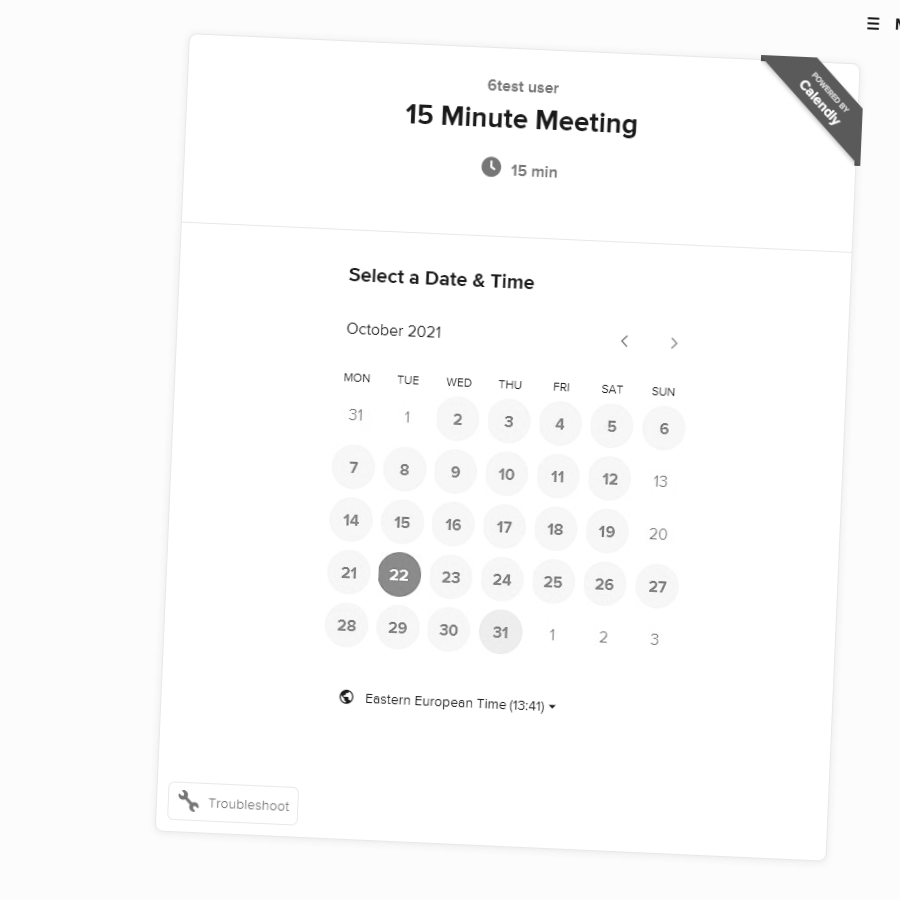 M
POWERED BY
Calendly
6test user
15 Minute Meeting
15 min
Select a Date & Time
October 2021
MON TUE WED THU FRI SAT SUN
31 1 2 3 4 5 6
7 8 9 10 11 12 13
14 15 16 17 18 19 20
21 22 23 24 25 26 27
28 29 30 31 1 2 3
Eastern European Time (13:41)
Troubleshoot